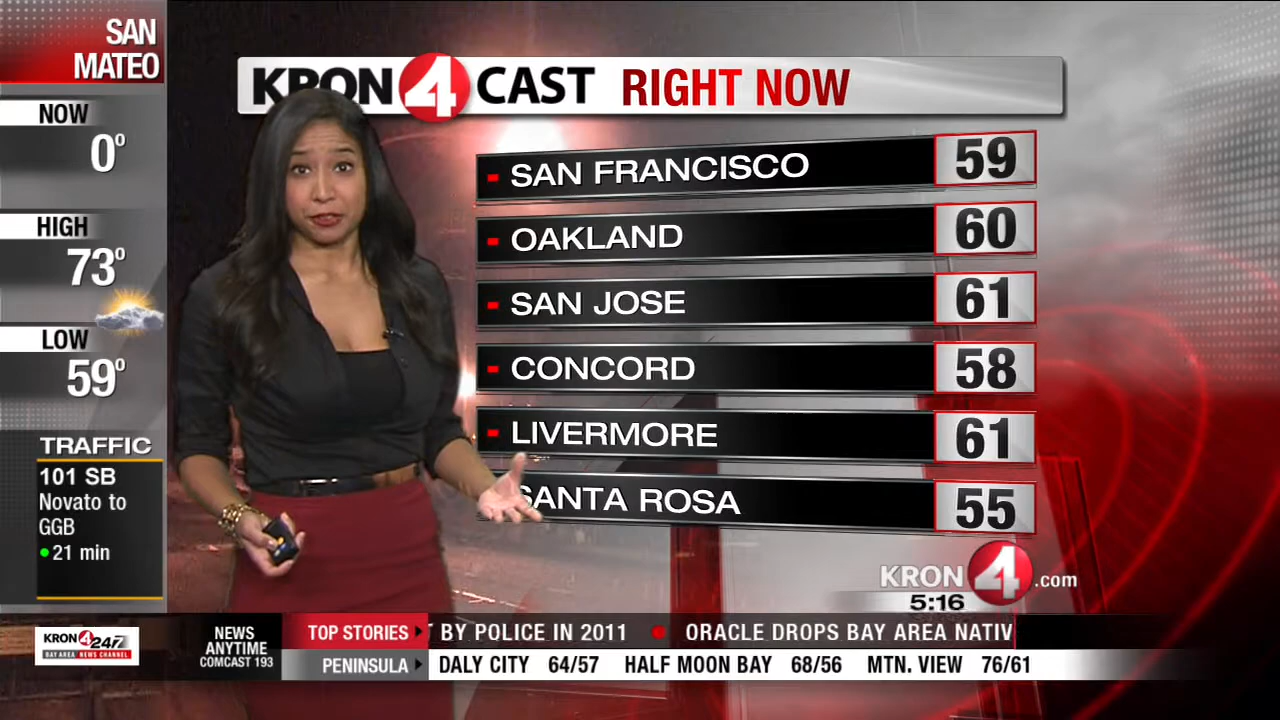 SAN
MATEO
NOW
0°
HIGH
73°
LOW
59°
TRAFFIC
101 SB
Novato to
GGB
21 min
KRON 4 CAST RIGHT NOW
SAN FRANCISCO 59
OAKLAND 60
SAN JOSE 61
CONCORD 58
LIVERMORE 61
SANTA ROSA 55
KRON 4 .com
5:16
KRON 4 24/7
BAY AREA NEWS CHANNEL
NEWS
ANYTIME
COMCAST 193
TOP STORIES BY POLICE IN 2011 ORACLE DROPS BAY AREA NATIV
PENINSULA DALY CITY 64/57 HALF MOON BAY 68/56 MTN. VIEW 76/61